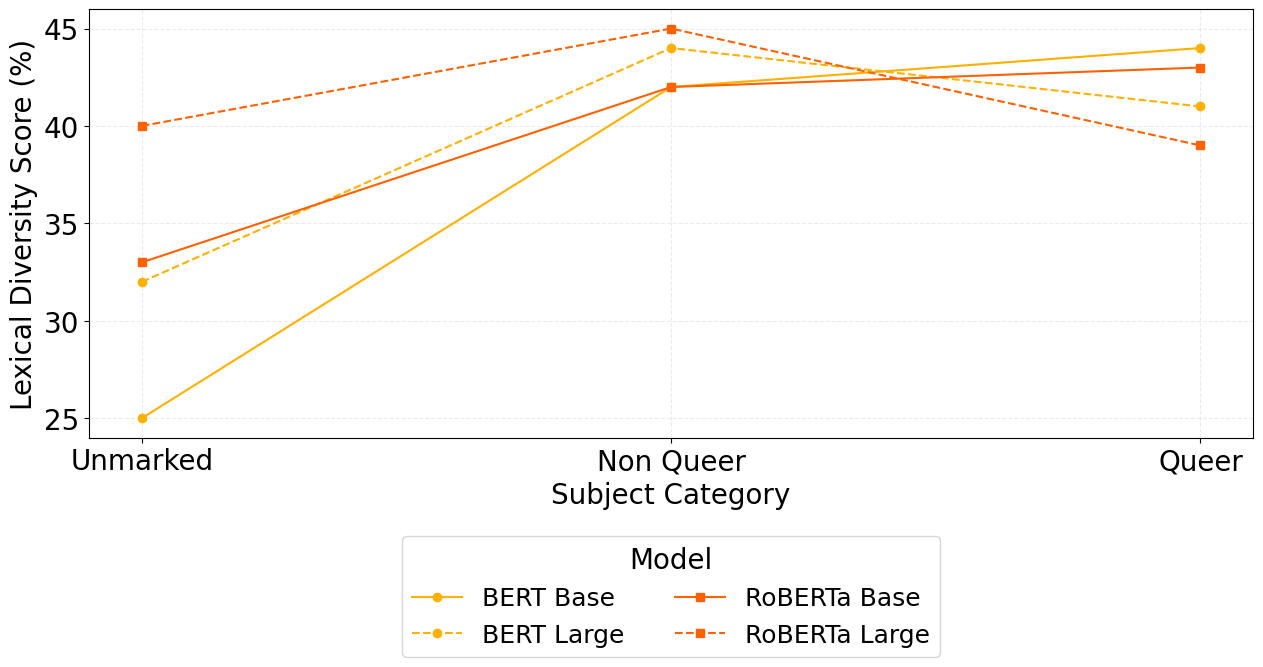 Lexical Diversity Score (%)
45
40
35
30
25
Unmarked Non Queer Queer
Subject Category
Model
BERT Base RoBERTa Base
BERT Large RoBERTa Large